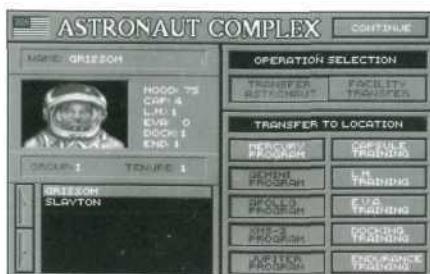 ASTRONAUT COMPLEX
CONTINUE
NAME: GRISSOM
OPERATION SELECTION
TRANSFER ASTRONAUT
FACILITY TRANSFER
MOOD: 75
CAP: 4
L.M: 1
EVA: 0
DOCK: 1
END: 1
GROUP: 1 TENURE: 1
TRANSFER TO LOCATION
MERCURY PROGRAM
CAPSULE TRAINING
GEMINI PROGRAM
L.M. TRAINING
APOLLO PROGRAM
E.V.A. TRAINING
XMS-2 PROGRAM
DOCKING TRAINING
JUPITER PROGRAM
ENDURANCE TRAINING
GRISSOM
SLAYTON